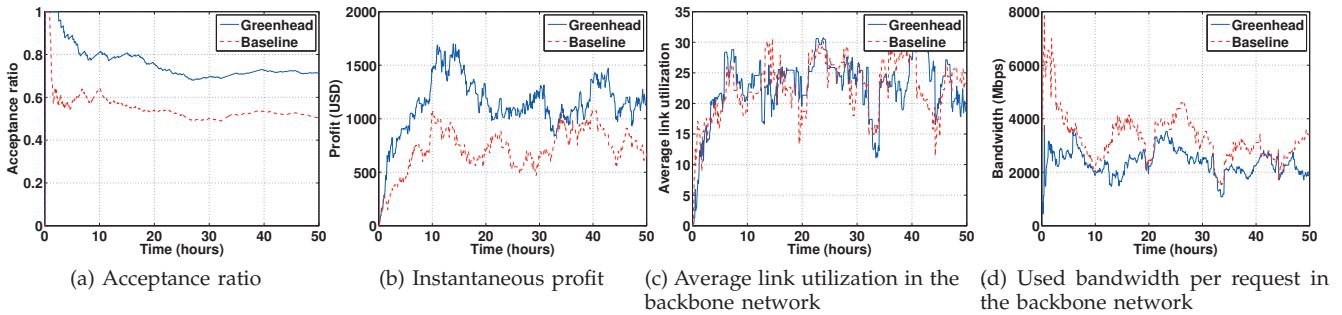 1
0.8
0.6
0.4
0.2
0
0 10 20 30 40 50
Acceptance ratio
Time (hours)
Greenhead
Baseline
(a) Acceptance ratio
2000
1500
1000
500
0
0 10 20 30 40 50
Profit (USD)
Time (hours)
Greenhead
Baseline
(b) Instantaneous profit
35
30
25
20
15
10
5
0
0 10 20 30 40 50
Average link utilization
Time (hours)
Greenhead
Baseline
(c) Average link utilization in the
backbone network
8000
6000
4000
2000
0
0 10 20 30 40 50
Bandwidth (Mbps)
Time (hours)
Greenhead
Baseline
(d) Used bandwidth per request in
the backbone network